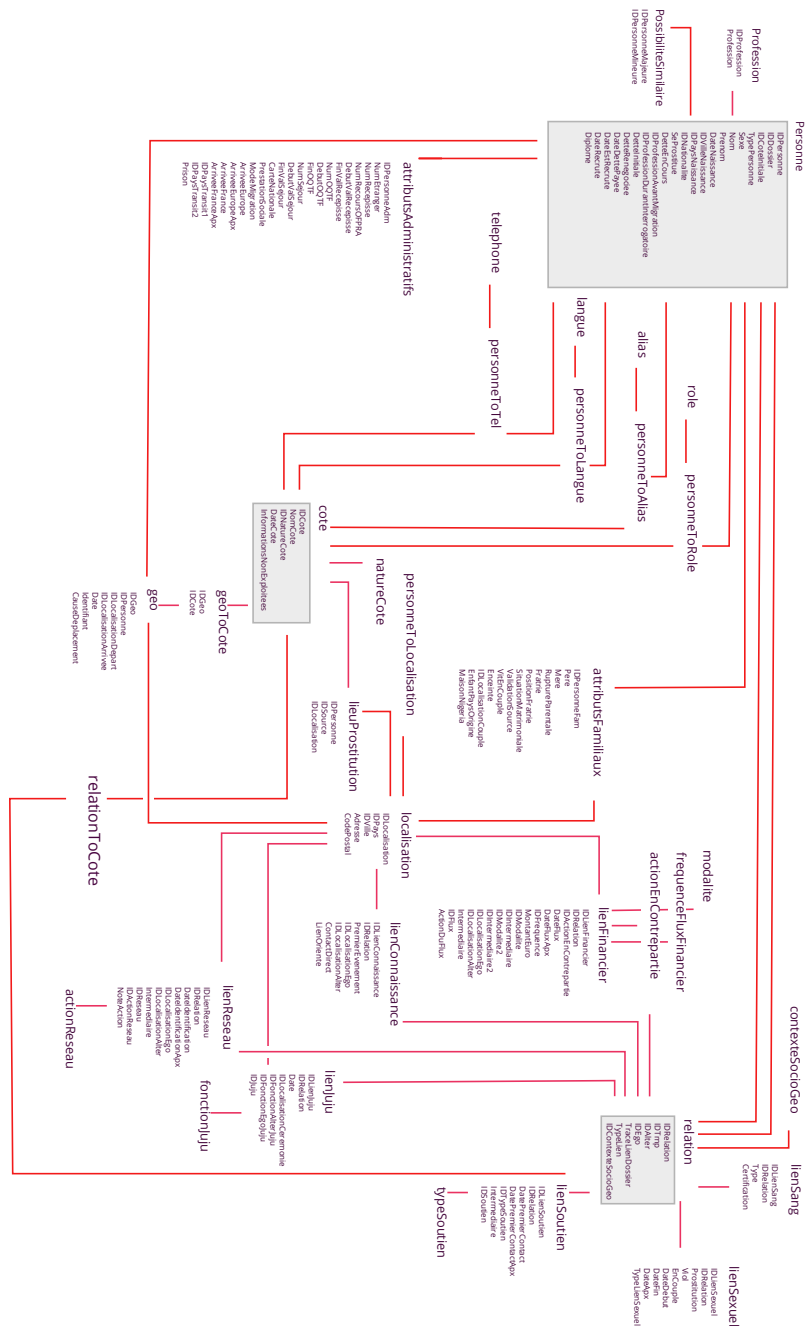 Personne
IDPersonne
IDDossier
IDCoteInitiale
TypePersonne
Sexe
Nom
Prenom
DateNaissance
IDVilleNaissance
IDPaysNaissance
IDNationalite
SeProstitue
DetteEnCours
IDProfessionAvantMigration
IDProfessionDurantInterrogatoire
DetteInitiale
DetteRenegociee
DateDettePayee
DateEstRecrute
DateRecrute
Diplome
Profession
IDProfession
Profession
PossibiliteSimilaire
IDPersonneMajeure
IDPersonneMineure
attributsAdministratifs
IDPersonneAdm
NumEtranger
NumRecoursOFPRA
NumRecepisse
DebutValRecepisse
FinValRecepisse
NumOQTF
DebutOQTF
FinOQTF
NumSejour
DebutValSejour
FinValSejour
CarteNationale
PrestationSociale
ModeMigration
ArriveeEurope
ArriveeEuropeApx
ArriveeFrance
ArriveeFranceApx
IDPaysTransit1
IDPaysTransit2
Prison
role
personneToRole
alias
personneToAlias
langue
personneToLangue
telephone
personneToTel
cote
IDCote
NomCote
IDNatureCote
DateCote
InformationsNonExploitees
natureCote
geoToCote
IDGeo
IDCote
geo
IDGeo
IDPersonne
IDLocalisationDepart
IDLocalisationArrivee
Date
Identifiant
CauseDeplacement
personneToLocalisation
lieuProstitution
IDPersonne
IDSource
IDLocalisation
attributsFamiliaux
IDPersonneFam
Pere
Mere
RuptureParentale
Fratrie
PositionFratrie
SituationMatrimoniale
ValidationSource
VitEnCouple
Enceinte
IDLocalisationCouple
EnfantPaysOrigine
MaisonNigeria
localisation
IDLocalisation
IDPays
IDVille
Adresse
CodePostal
relationToCote
modalite
frequenceFluxFinancier
actionEnContrepartie
lienFinancier
IDLienFinancier
IDRelation
IDActionEnContrepartie
DateFlux
DateFluxApx
IDFrequence
MontantEuro
IDModalite
IDIntermediaire
IDModalite2
IDIntermediaire2
IDLocalisationEgo
IDLocalisationAlter
Intermediaire
IDFlux
ActionDuFlux
lienConnaissance
IDLienConnaissance
IDRelation
PremierEvenement
IDLocalisationEgo
IDLocalisationAlter
ContactDirect
LienOriente
lienReseau
IDLienReseau
IDRelation
DateIdentification
DateIdentificationApx
IDLocalisationEgo
IDLocalisationAlter
Intermediaire
IDReseau
IDActionReseau
NoteAction
actionReseau
lienJuju
IDLienJuju
IDRelation
Date
IDLocalisationCeremonie
IDFonctionAlterJuju
IDFonctionEgoJuju
IDJuju
fonctionJuju
contexteSocioGeo
relation
IDRelation
IDTmp
IDAlter
IDEgo
TraceLienDossier
TypeLien
IDContexteSocioGeo
lienSang
IDLienSang
IDRelation
Type
Certification
lienSoutien
IDLienSoutien
IDRelation
DatePremierContact
DatePremierContactApx
IDTypeSoutien
Intermediaire
IDSoutien
typeSoutien
lienSexuel
IDLienSexuel
IDRelation
Prostitution
Viol
EnCouple
DateDebut
DateFin
DateApx
TypeLienSexuel